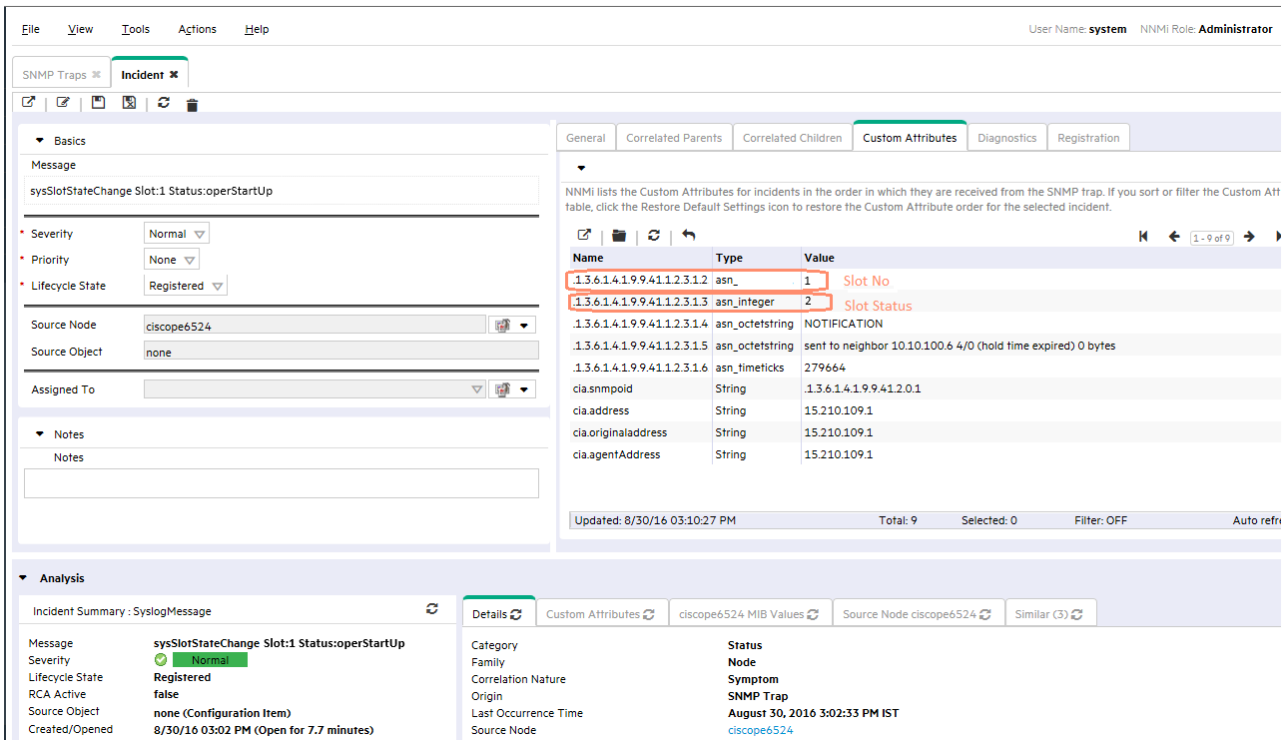 File View Tools Actions Help User Name: system NNMi Role: Administrator
SNMP Traps Incident
Basics
Message
sysSlotStateChange Slot:1 Status:operStartUp
* Severity Normal
* Priority None
* Lifecycle State Registered
Source Node ciscope6524
Source Object none
Assigned To
Notes
Notes
General Correlated Parents Correlated Children Custom Attributes Diagnostics Registration
NNMi lists the Custom Attributes for incidents in the order in which they are received from the SNMP trap. If you sort or filter the Custom Att
table, click the Restore Default Settings icon to restore the Custom Attribute order for the selected incident.
1 - 9 of 9
Name Type Value
.1.3.6.1.4.1.9.9.41.1.2.3.1.2 asn_ 1 Slot No
.1.3.6.1.4.1.9.9.41.1.2.3.1.3 asn_integer 2 Slot Status
.1.3.6.1.4.1.9.9.41.1.2.3.1.4 asn_octetstring NOTIFICATION
.1.3.6.1.4.1.9.9.41.1.2.3.1.5 asn_octetstring sent to neighbor 10.10.100.6 4/0 (hold time expired) 0 bytes
.1.3.6.1.4.1.9.9.41.1.2.3.1.6 asn_timeticks 279664
cia.snmpoid String .1.3.6.1.4.1.9.9.41.2.0.1
cia.address String 15.210.109.1
cia.originaladdress String 15.210.109.1
cia.agentAddress String 15.210.109.1
Updated: 8/30/16 03:10:27 PM Total: 9 Selected: 0 Filter: OFF Auto refre
Analysis
Incident Summary : SyslogMessage
Message sysSlotStateChange Slot:1 Status:operStartUp
Severity Normal
Lifecycle State Registered
RCA Active false
Source Object none (Configuration Item)
Created/Opened 8/30/16 03:02 PM (Open for 7.7 minutes)
Details Custom Attributes ciscope6524 MIB Values Source Node ciscope6524 Similar (3)
Category Status
Family Node
Correlation Nature Symptom
Origin SNMP Trap
Last Occurrence Time August 30, 2016 3:02:33 PM IST
Source Node ciscope6524